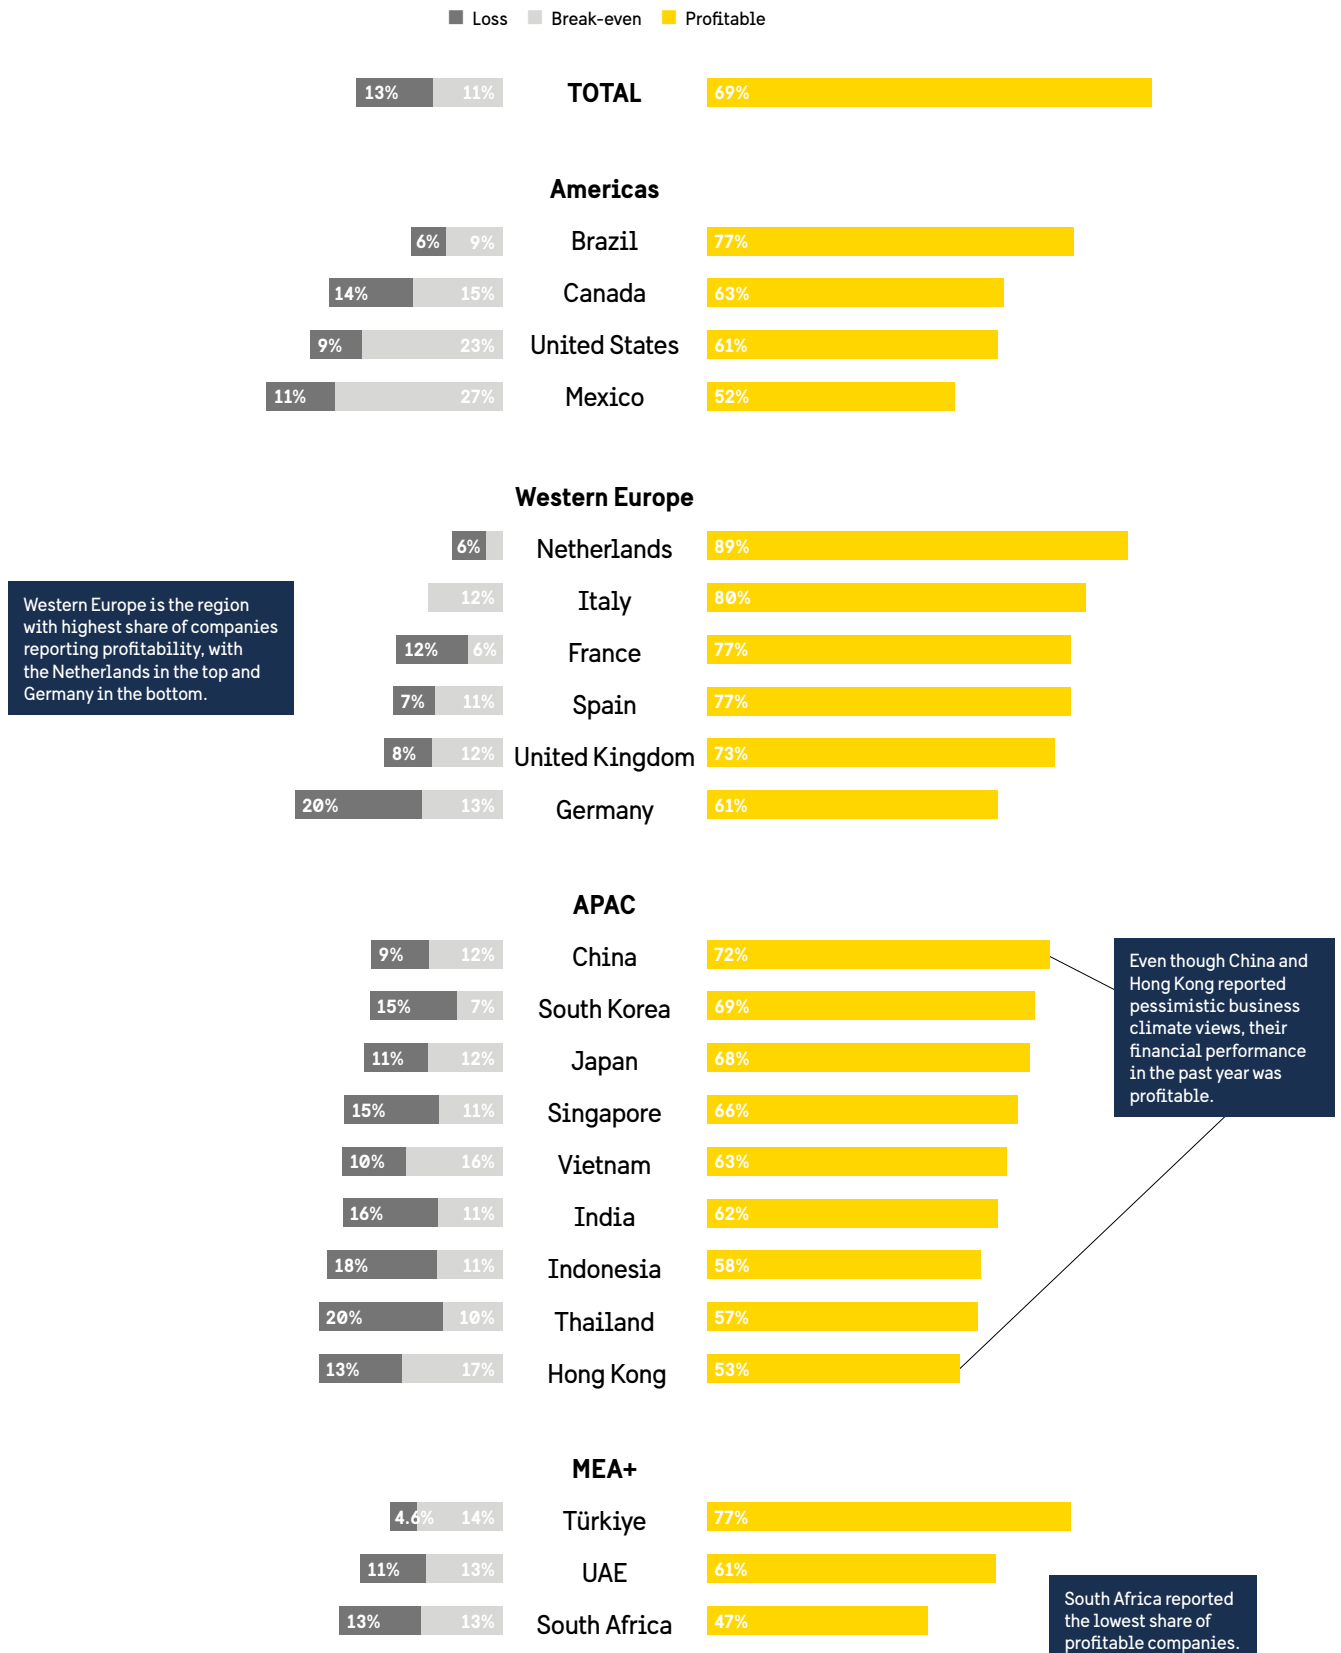 Loss Break-even Profitable
13% 11% TOTAL 69%
Americas
6% 9% Brazil 77%
14% 15% Canada 63%
9% 23% United States 61%
11% 27% Mexico 52%
Western Europe
6% Netherlands 89%
12% Italy 80%
12% 6% France 77%
7% 11% Spain 77%
8% 12% United Kingdom 73%
20% 13% Germany 61%
Western Europe is the region
with highest share of companies
reporting profitability, with
the Netherlands in the top and
Germany in the bottom.
APAC
9% 12% China 72%
15% 7% South Korea 69%
11% 12% Japan 68%
15% 11% Singapore 66%
10% 16% Vietnam 63%
16% 11% India 62%
18% 11% Indonesia 58%
20% 10% Thailand 57%
13% 17% Hong Kong 53%
Even though China and
Hong Kong reported
pessimistic business
climate views, their
financial performance
in the past year was
profitable.
MEA+
4.6% 14% Türkiye 77%
11% 13% UAE 61%
13% 13% South Africa 47%
South Africa reported
the lowest share of
profitable companies.